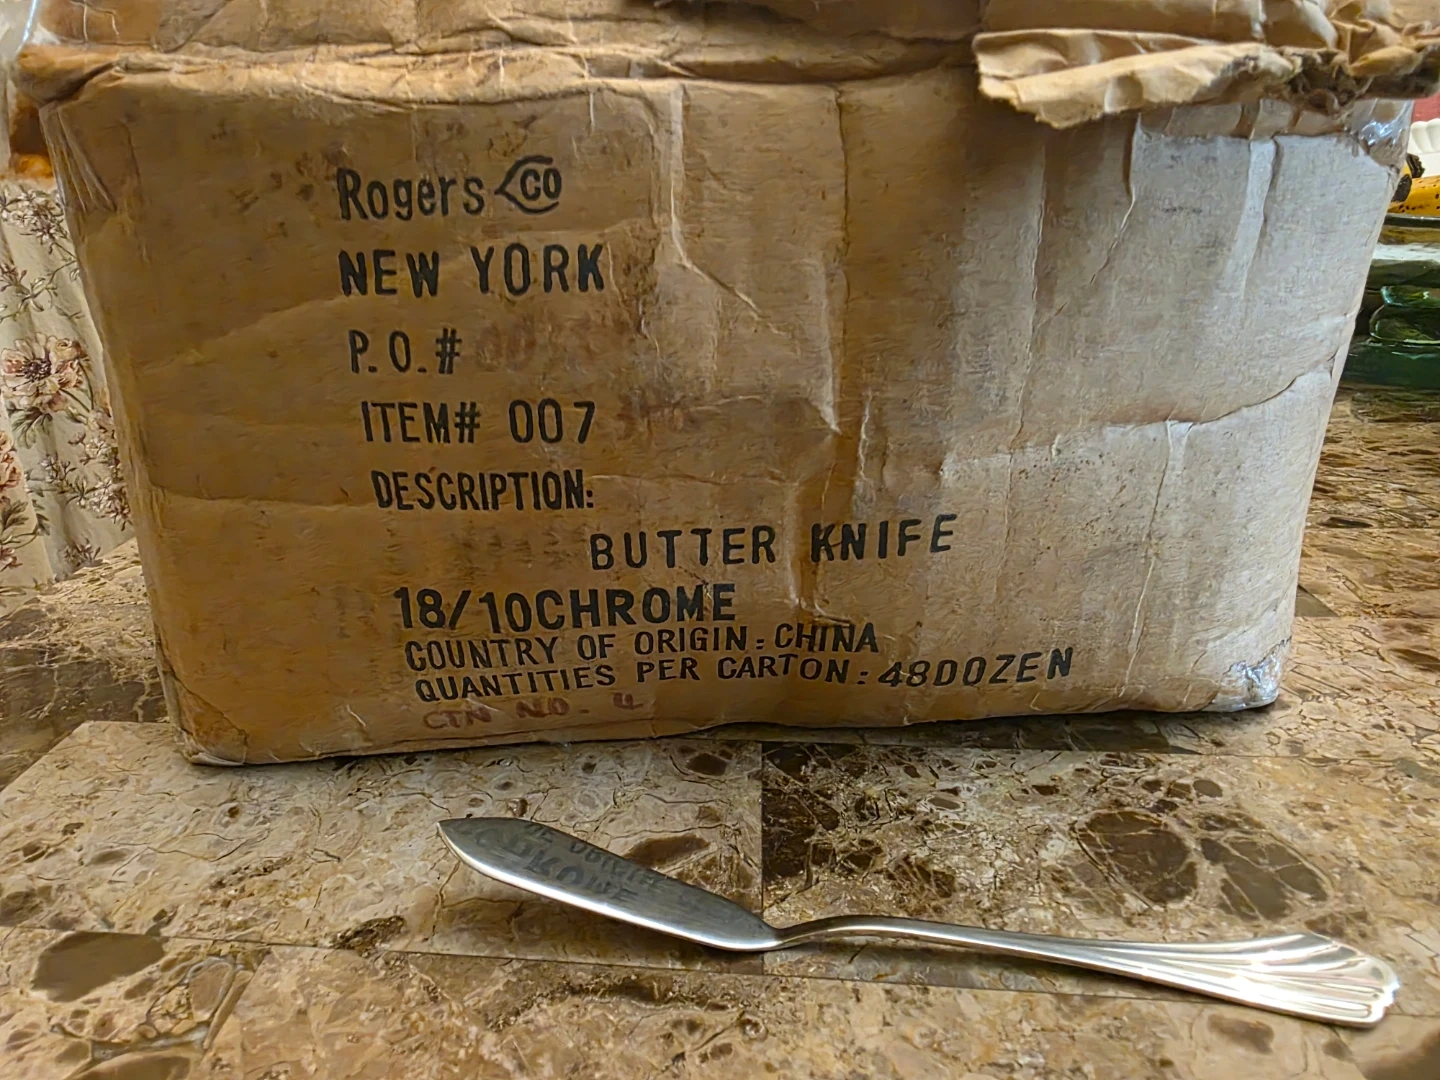 Rogers CO
NEW YORK
P.O.#
ITEM# 007
DESCRIPTION:
BUTTER KNIFE
18/10CHROME
COUNTRY OF ORIGIN:CHINA
QUANTITIES PER CARTON:48DOZEN
CTN NO. 4